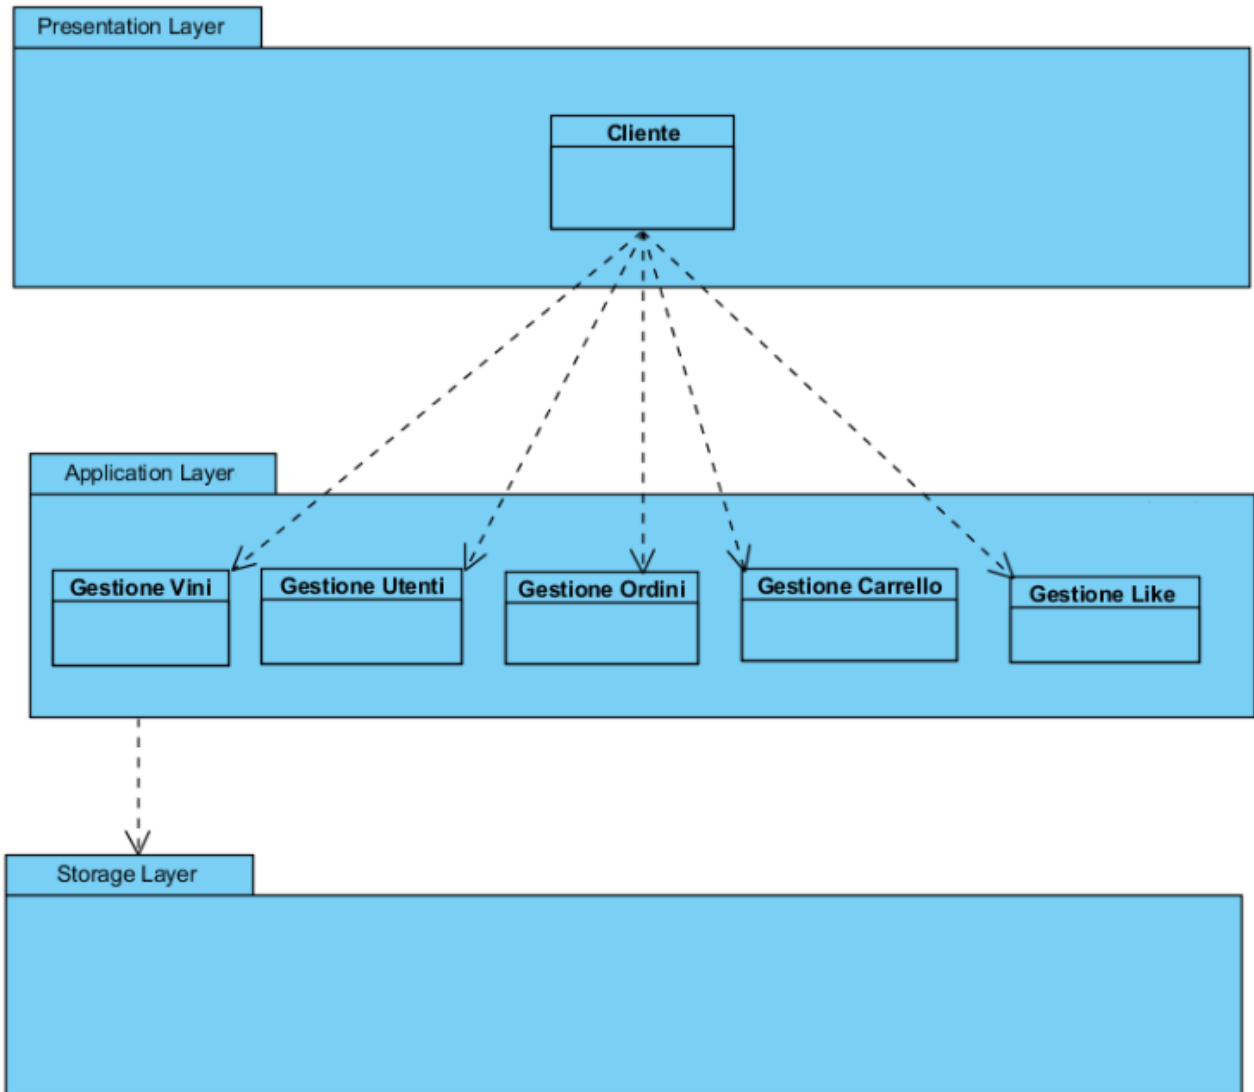 Presentation Layer
Cliente
Application Layer
Gestione Vini
Gestione Utenti
Gestione Ordini
Gestione Carrello
Gestione Like
Storage Layer